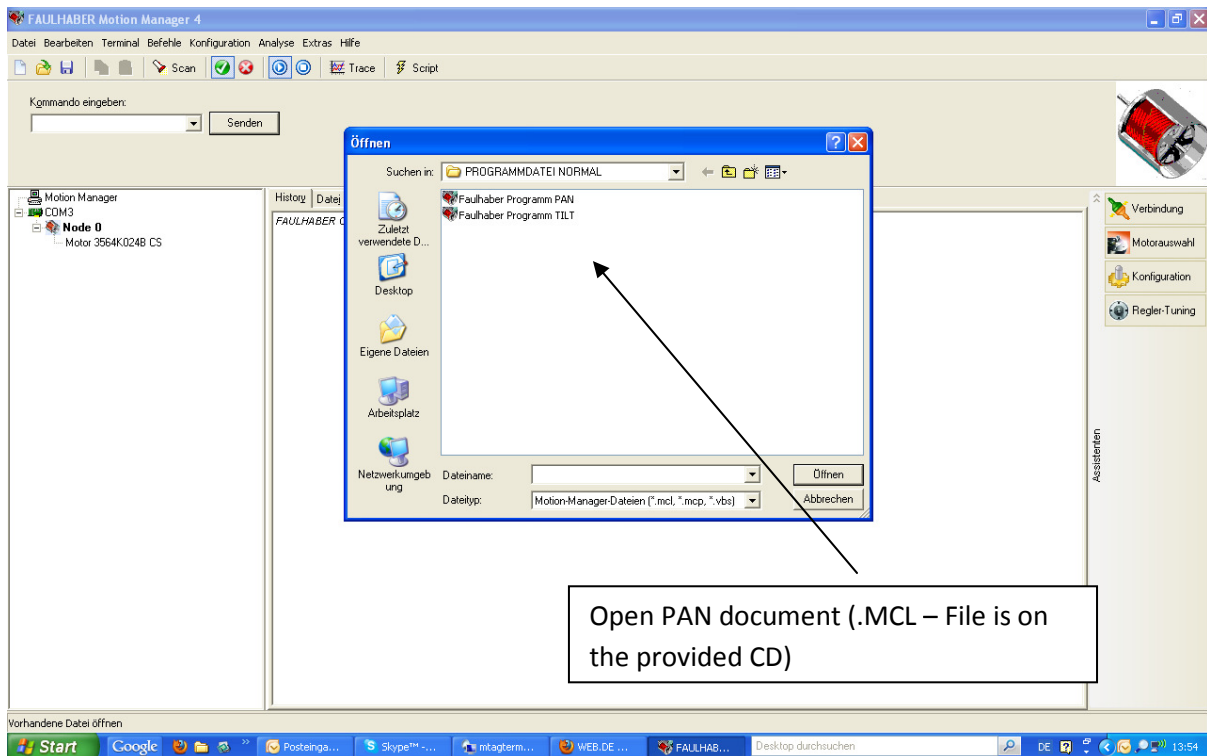 FAULHABER Motion Manager 4
Datei Bearbeiten Terminal Befehle Konfiguration Analyse Extras Hilfe
Scan Trace Script
Kommando eingeben:
Senden
Öffnen
Suchen in: PROGRAMMDATEI NORMAL
Motion Manager
COM3
Node 0
Motor 3564K024B CS
History Datei
FAULHABER C
Zuletzt
verwendete D...
Desktop
Eigene Dateien
Arbeitsplatz
Netzwerkumgeb
ung
Faulhaber Programm PAN
Faulhaber Programm TILT
Dateiname:
Öffnen
Dateityp: Motion-Manager-Dateien (*.mcl, *.mcp, *.vbs)
Abbrechen
Verbindung
Motorauswahl
Konfiguration
Regler-Tuning
Assistenten
Open PAN document (.MCL – File is on
the provided CD)
Vorhandene Datei öffnen
Start Google Posteinga... Skype™ -... mtagterm... WEB.DE ... FAULHAB... Desktop durchsuchen DE 13:54